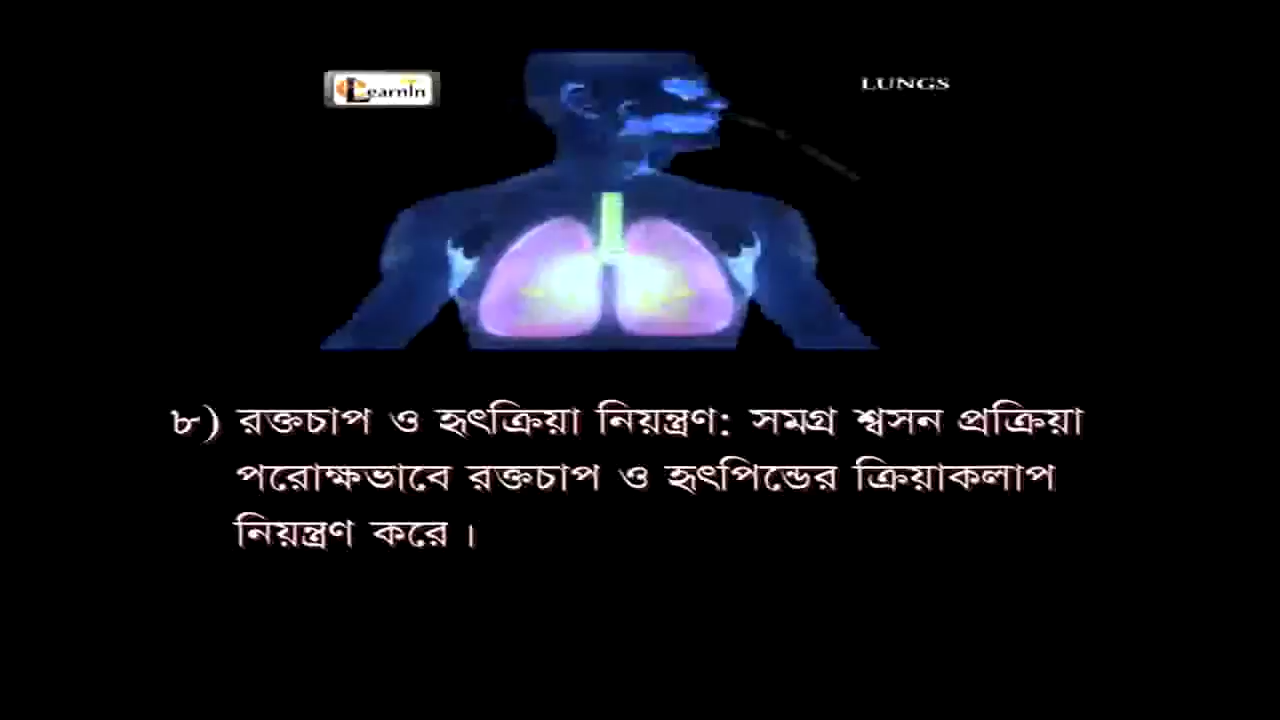 LearnIn
LUNGS
৮) রক্তচাপ ও হৃৎক্রিয়া নিয়ন্ত্রণ: সমগ্র শ্বসন প্রক্রিয়া
পরোক্ষভাবে রক্তচাপ ও হৃৎপিন্ডের ক্রিয়াকলাপ
নিয়ন্ত্রণ করে।